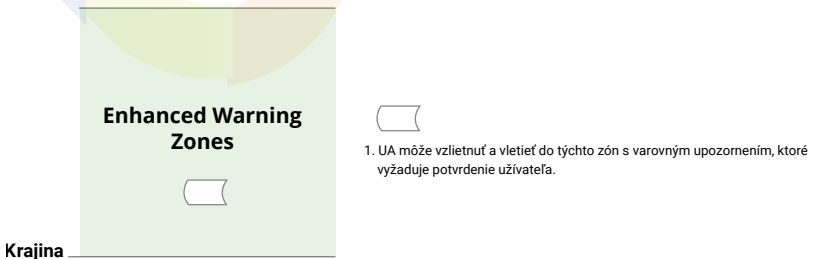 Enhanced Warning
Zones
1. UA môže vzlietnuť a vletieť do týchto zón s varovným upozornením, ktoré
vyžaduje potvrdenie užívateľa.
Krajina